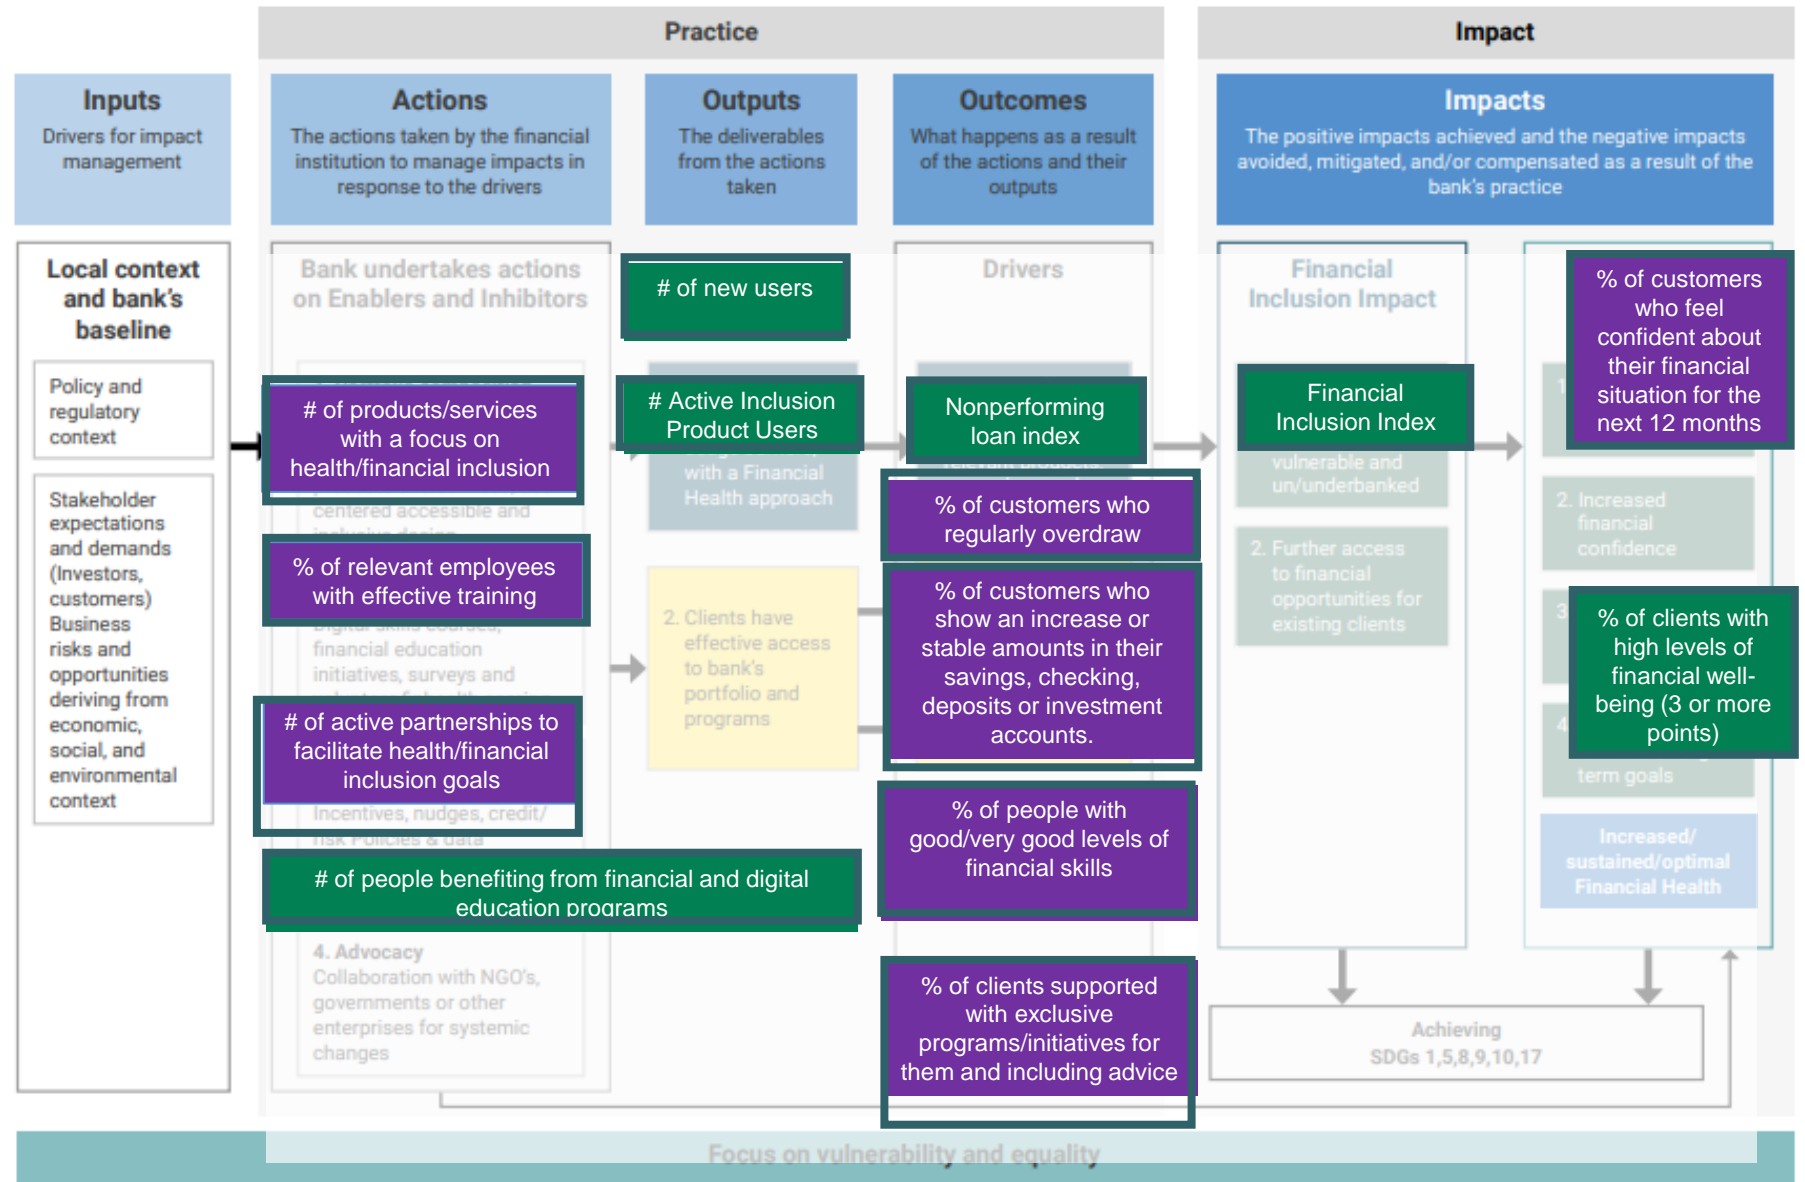 Practice
Impact
Inputs
Drivers for impact
management
Actions
The actions taken by the financial
institution to manage impacts in
response to the drivers
Outputs
The deliverables
from the actions
taken
Outcomes
What happens as a result
of the actions and their
outputs
Impacts
The positive impacts achieved and the negative impacts
avoided, mitigated, and/or compensated as a result of the
bank's practice
Local context
and bank's
baseline
Policy and
regulatory
context
Stakeholder
expectations
and demands
(Investors,
customers)
Business
risks and
opportunities
deriving from
economic,
social, and
environmental
context
Bank undertakes actions
on Enablers and Inhibitors
# of products/services
with a focus on
health/financial inclusion
centered accessible and
inclusive design
% of relevant employees
with effective training
Digital skills courses,
financial education
initiatives, surveys and
# of active partnerships to
facilitate health/financial
inclusion goals
Incentives, nudges, credit/
risk Policies & data
# of people benefiting from financial and digital
education programs
4. Advocacy
Collaboration with NGO's,
governments or other
enterprises for systemic
changes
# of new users
# Active Inclusion
Product Users
with a Financial
Health approach
2. Clients have
effective access
to bank's
portfolio and
programs
Drivers
Nonperforming
loan index
% of customers who
regularly overdraw
% of customers who
show an increase or
stable amounts in their
savings, checking,
deposits or investment
accounts.
% of people with
good/very good levels of
financial skills
% of clients supported
with exclusive
programs/initiatives for
them and including advice
Financial
Inclusion Impact
Financial
Inclusion Index
vulnerable and
un/underbanked
2. Further access
to financial
opportunities for
existing clients
% of customers
who feel
confident about
their financial
situation for the
next 12 months
1
2. Increased
financial
confidence
3
% of clients with
high levels of
financial well-
being (3 or more
points)
4
term goals
Increased/
sustained/optimal
Financial Health
Achieving
SDGs 1,5,8,9,10,17
Focus on vulnerability and equality